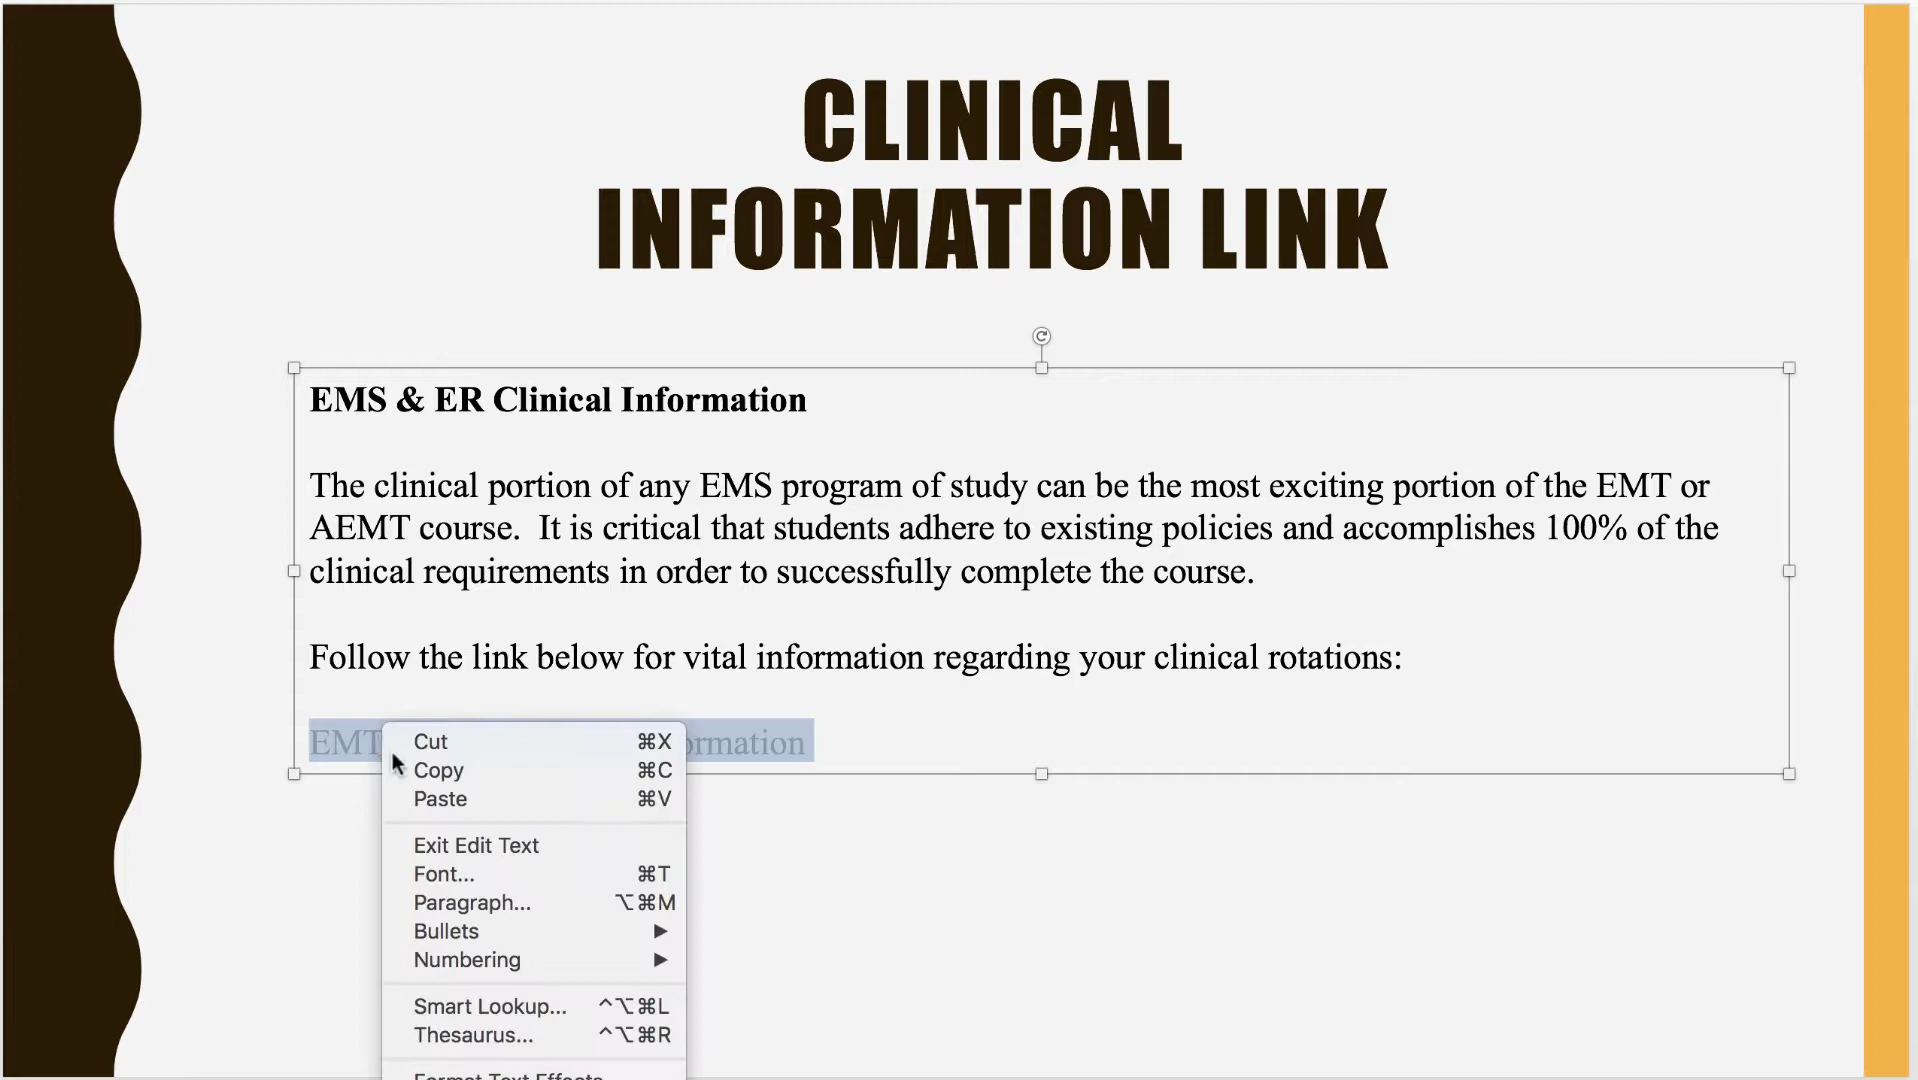 CLINICAL
INFORMATION LINK
EMS & ER Clinical Information
The clinical portion of any EMS program of study can be the most exciting portion of the EMT or
AEMT course.  It is critical that students adhere to existing policies and accomplishes 100% of the
clinical requirements in order to successfully complete the course.
Follow the link below for vital information regarding your clinical rotations:
EMT
Cut ⌘X
Copy ⌘C
Paste ⌘V
Exit Edit Text
Font... ⌘T
Paragraph... ⌥⌘M
Bullets ▶
Numbering ▶
Smart Lookup... ^⌥⌘L
Thesaurus... ^⌥⌘R
Format Text Effects